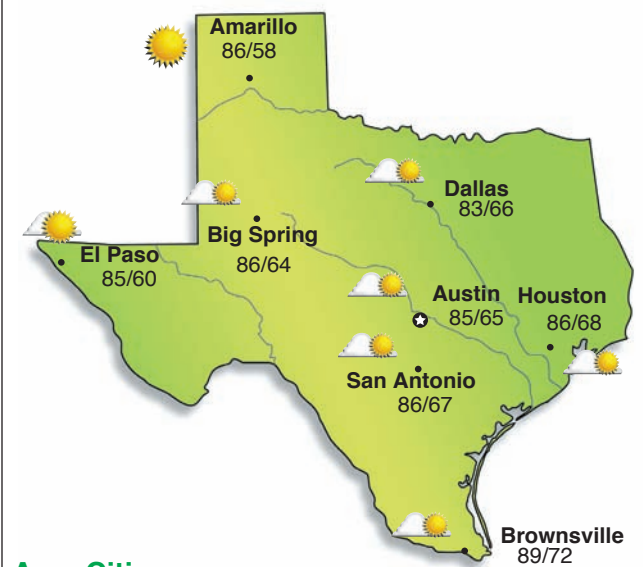 Amarillo
86/58
Dallas
83/66
Big Spring
86/64
El Paso
85/60
Austin
85/65
Houston
86/68
San Antonio
86/67
Brownsville
89/72